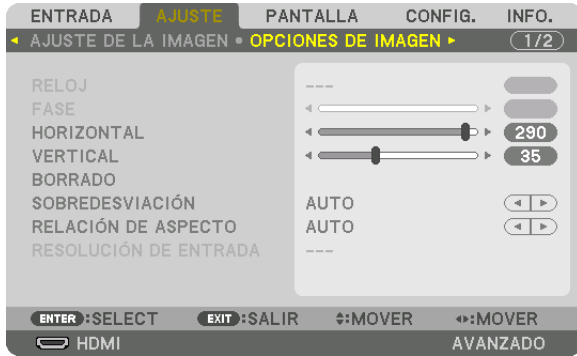 ENTRADA AJUSTE PANTALLA CONFIG. INFO.
AJUSTE DE LA IMAGEN • OPCIONES DE IMAGEN 1/2
RELOJ ---
FASE
HORIZONTAL 290
VERTICAL 35
BORRADO
SOBREDESVIACIÓN AUTO
RELACIÓN DE ASPECTO AUTO
RESOLUCIÓN DE ENTRADA ---
ENTER :SELECT EXIT :SALIR :MOVER :MOVER
HDMI AVANZADO